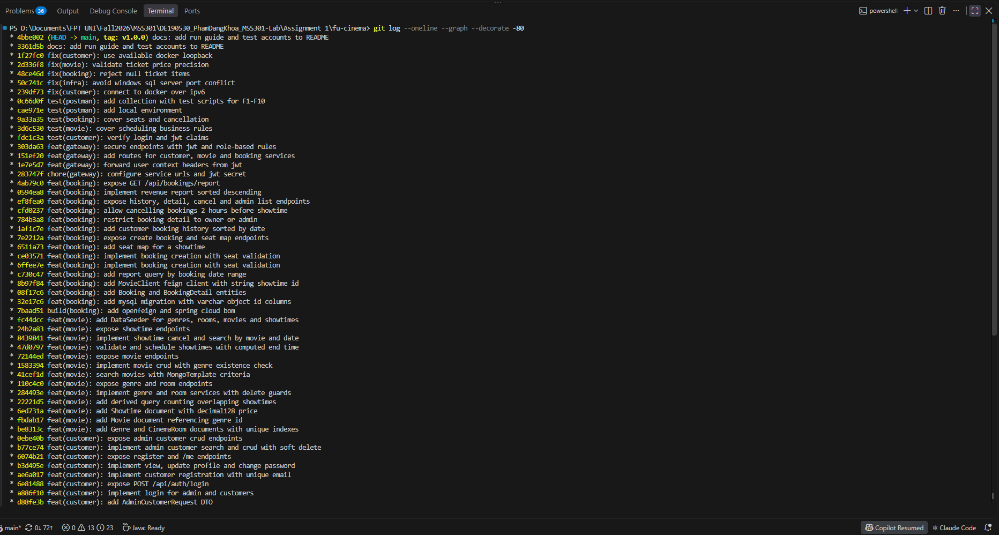 Problems 36 Output Debug Console Terminal Ports powershell
PS D:\Documents\FPT UNI\Fall2026\MSS301\DE190530_PhamDangKhoa_MSS301-Lab\Assignment 1\fu-cinema> git log --oneline --graph --decorate -80
* 4bbe002 (HEAD -> main, tag: v1.0.0) docs: add run guide and test accounts to README
* 3361d5b docs: add run guide and test accounts to README
* 1f27fc0 fix(customer): use available docker loopback
* 2d336f8 fix(movie): validate ticket price precision
* 48ce46d fix(booking): reject null ticket items
* 50c741c fix(infra): avoid windows sql server port conflict
* 239df73 fix(customer): connect to docker over ipv6
* 0c66d0f test(postman): add collection with test scripts for F1-F10
* cae971e test(postman): add local environment
* 9a33a35 test(booking): cover seats and cancellation
* 3d6c530 test(movie): cover scheduling business rules
* fdc1c3a test(customer): verify login and jwt claims
* 303da63 feat(gateway): secure endpoints with jwt and role-based rules
* 151ef20 feat(gateway): add routes for customer, movie and booking services
* 1e7e5d7 feat(gateway): forward user context headers from jwt
* 283747f chore(gateway): configure service urls and jwt secret
* 4ab79c0 feat(booking): expose GET /api/bookings/report
* 0594ea8 feat(booking): implement revenue report sorted descending
* ef8fea0 feat(booking): expose history, detail, cancel and admin list endpoints
* cfd0237 feat(booking): allow cancelling bookings 2 hours before showtime
* 784b3a8 feat(booking): restrict booking detail to owner or admin
* 1af1c7e feat(booking): add customer booking history sorted by date
* 7e2212a feat(booking): expose create booking and seat map endpoints
* 6511a73 feat(booking): add seat map for a showtime
* ce03571 feat(booking): implement booking creation with seat validation
* 6ffee7e feat(booking): implement booking creation with seat validation
* c730c47 feat(booking): add report query by booking date range
* 8b97f84 feat(booking): add MovieClient feign client with string showtime id
* 08f17c6 feat(booking): add Booking and BookingDetail entities
* 32e17c6 feat(booking): add mysql migration with varchar object id columns
* 7baad51 build(booking): add openfeign and spring cloud bom
* fc44dcc feat(movie): add DataSeeder for genres, rooms, movies and showtimes
* 24b2a83 feat(movie): expose showtime endpoints
* 8439841 feat(movie): implement showtime cancel and search by movie and date
* 47d0797 feat(movie): validate and schedule showtimes with computed end time
* 72144ed feat(movie): expose movie endpoints
* 1583394 feat(movie): implement movie crud with genre existence check
* 41cef1d feat(movie): search movies with MongoTemplate criteria
* 110c4c0 feat(movie): expose genre and room endpoints
* 284493e feat(movie): implement genre and room services with delete guards
* 22221d5 feat(movie): add derived query counting overlapping showtimes
* 6ed731a feat(movie): add Showtime document with decimal128 price
* fbdab17 feat(movie): add Movie document referencing genre id
* be8313c feat(movie): add Genre and CinemaRoom documents with unique indexes
* 0ebe40b feat(customer): expose admin customer crud endpoints
* b77ce74 feat(customer): implement admin customer search and crud with soft delete
* 6074b21 feat(customer): expose register and /me endpoints
* b3d495e feat(customer): implement view, update profile and change password
* ae6a017 feat(customer): implement customer registration with unique email
* 6e81488 feat(customer): expose POST /api/auth/login
* a886f10 feat(customer): implement login for admin and customers
* d88fe3b feat(customer): add AdminCustomerRequest DTO
main* 0↓ 72↑ 0 13 23 Java: Ready Copilot Resumed Claude Code